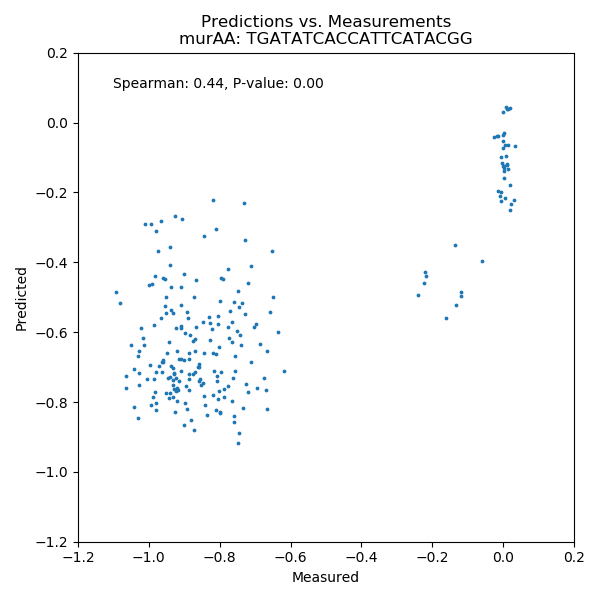 Predictions vs. Measurements
murAA: TGATATCACCATTCATACGG
Spearman: 0.44, P-value: 0.00
Predicted
0.2
0.0
−0.2
−0.4
−0.6
−0.8
−1.0
−1.2
−1.2 −1.0 −0.8 −0.6 −0.4 −0.2 0.0 0.2
Measured